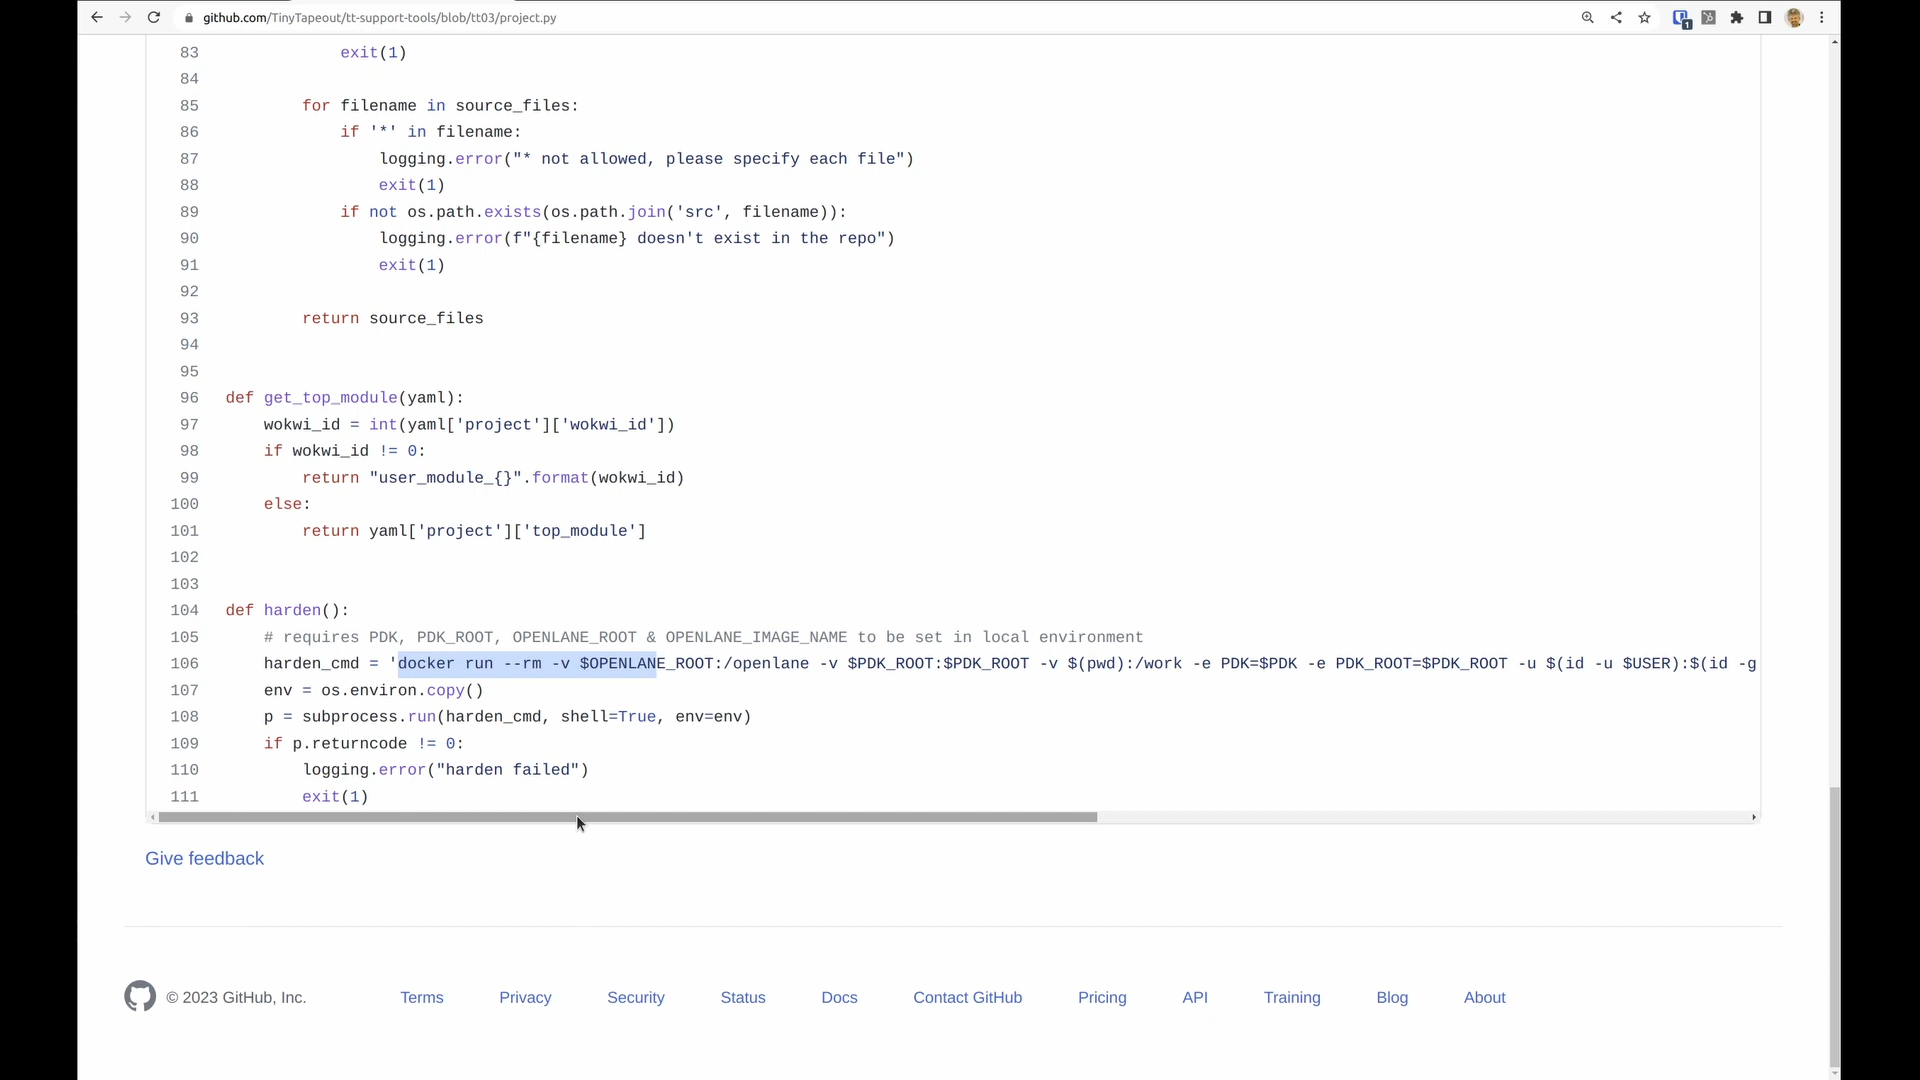 github.com/TinyTapeout/tt-support-tools/blob/tt03/project.py
1
83 exit(1)
84
85 for filename in source_files:
86 if '*' in filename:
87 logging.error("* not allowed, please specify each file")
88 exit(1)
89 if not os.path.exists(os.path.join('src', filename)):
90 logging.error(f"{filename} doesn't exist in the repo")
91 exit(1)
92
93 return source_files
94
95
96 def get_top_module(yaml):
97 wokwi_id = int(yaml['project']['wokwi_id'])
98 if wokwi_id != 0:
99 return "user_module_{}".format(wokwi_id)
100 else:
101 return yaml['project']['top_module']
102
103
104 def harden():
105 # requires PDK, PDK_ROOT, OPENLANE_ROOT & OPENLANE_IMAGE_NAME to be set in local environment
106 harden_cmd = 'docker run --rm -v $OPENLANE_ROOT:/openlane -v $PDK_ROOT:$PDK_ROOT -v $(pwd):/work -e PDK=$PDK -e PDK_ROOT=$PDK_ROOT -u $(id -u $USER):$(id -g
107 env = os.environ.copy()
108 p = subprocess.run(harden_cmd, shell=True, env=env)
109 if p.returncode != 0:
110 logging.error("harden failed")
111 exit(1)
Give feedback
© 2023 GitHub, Inc. Terms Privacy Security Status Docs Contact GitHub Pricing API Training Blog About